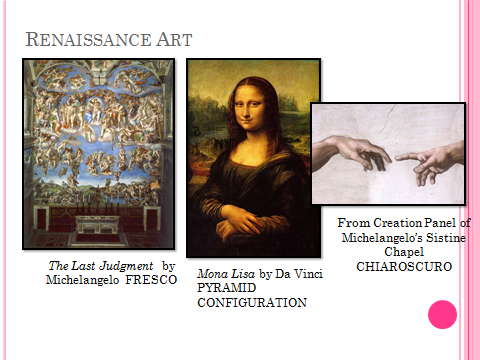 RENAISSANCE ART
The Last Judgment by
Michelangelo FRESCO
Mona Lisa by Da Vinci
PYRAMID
CONFIGURATION
From Creation Panel of
Michelangelo's Sistine
Chapel
CHIAROSCURO